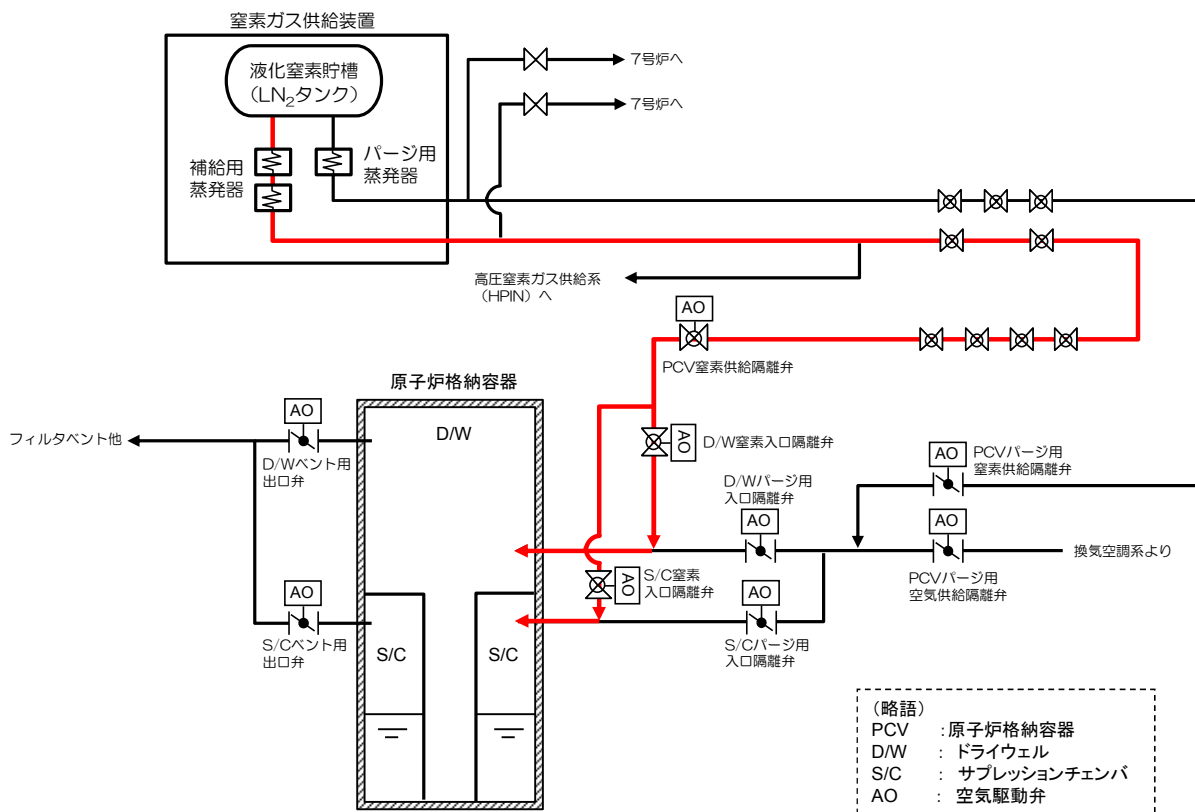 窒素ガス供給装置
液化窒素貯槽
（LN₂タンク）
補給用
蒸発器
パージ用
蒸発器
7号炉へ
7号炉へ
高圧窒素ガス供給系
（HPIN）へ
AO
PCV窒素供給隔離弁
原子炉格納容器
D/W
フィルタベント他
AO
D/Wベント用
出口弁
AO
D/W窒素入口隔離弁
D/Wパージ用
入口隔離弁
AO
AO
PCVパージ用
窒素供給隔離弁
AO
換気空調系より
PCVパージ用
空気供給隔離弁
AO
S/C窒素
入口隔離弁
AO
S/Cパージ用
入口隔離弁
AO
S/Cベント用
出口弁
S/C
S/C
（略語）
PCV ：原子炉格納容器
D/W ： ドライウェル
S/C ： サプレッションチェンバ
AO ： 空気駆動弁